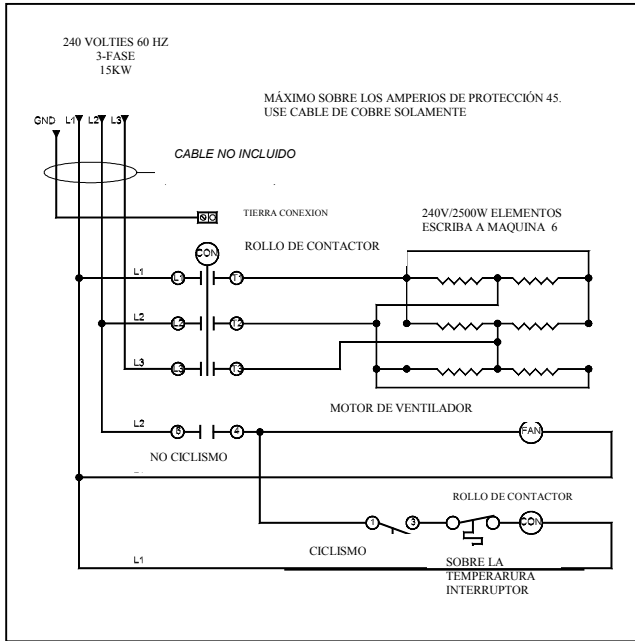 240 VOLTIES 60 HZ
3-FASE
15KW
MÁXIMO SOBRE LOS AMPERIOS DE PROTECCIÓN 45.
USE CABLE DE COBRE SOLAMENTE
GND L1 L2 L3
CABLE NO INCLUIDO
TIERRA CONEXION
240V/2500W ELEMENTOS
ESCRIBA A MAQUINA 6
ROLLO DE CONTACTOR
CON
L1 L1 T1
L2 L2 T2
L3 L3 T3
MOTOR DE VENTILADOR
L2 4 FAN
NO CICLISMO
ROLLO DE CONTACTOR
1 3 CON
CICLISMO
L1
SOBRE LA
TEMPERARURA
INTERRUPTOR